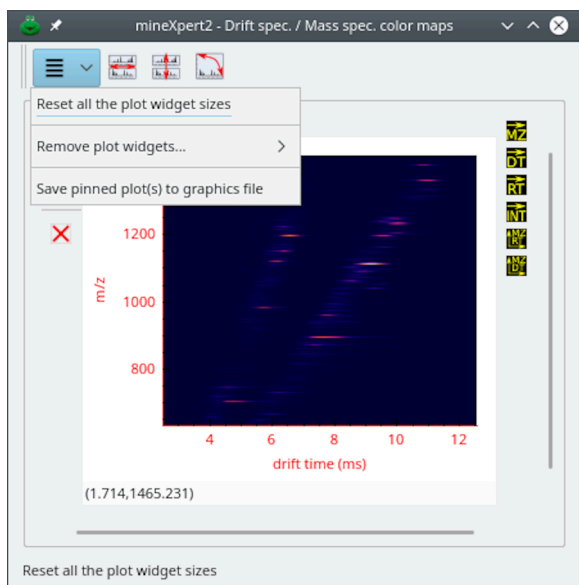 mineXpert2 - Drift spec. / Mass spec. color maps
Reset all the plot widget sizes
Remove plot widgets...
Save pinned plot(s) to graphics file
MZ
DT
RT
INT
1200
1000
800
m/z
4 6 8 10 12
drift time (ms)
(1.714,1465.231)
Reset all the plot widget sizes